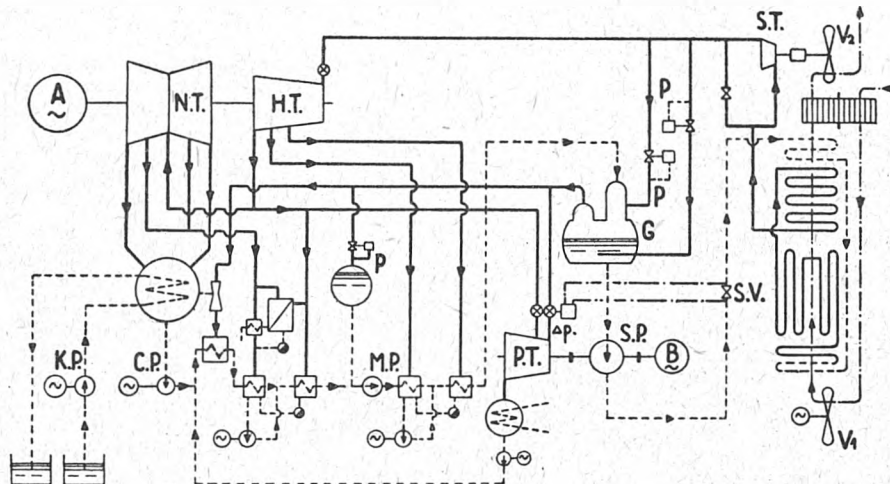 S.T.
V₂
A
~
N.T.
H.T.
P
P
G
P
S.V.
Δp.
S.P.
K.P.
C.P.
M.P.
P.T.
B
~
V₁